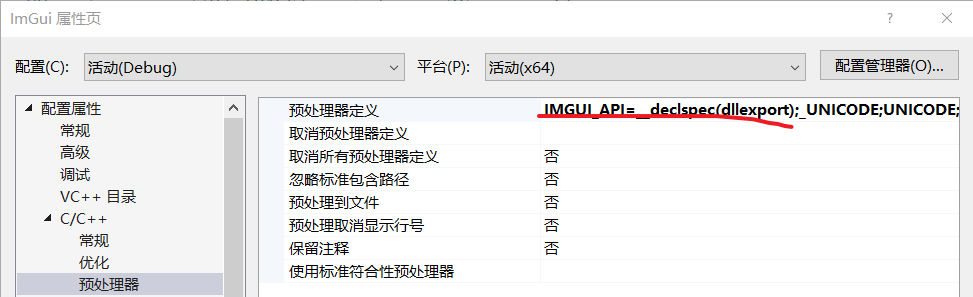 ImGui 属性页
?
配置(C): 活动(Debug) 平台(P): 活动(x64) 配置管理器(O)...
配置属性
常规
高级
调试
VC++ 目录
C/C++
常规
优化
预处理器
预处理器定义 IMGUI_API=__declspec(dllexport);_UNICODE;UNICODE;
取消预处理器定义
取消所有预处理器定义 否
忽略标准包含路径 否
预处理到文件 否
预处理取消显示行号 否
保留注释 否
使用标准符合性预处理器